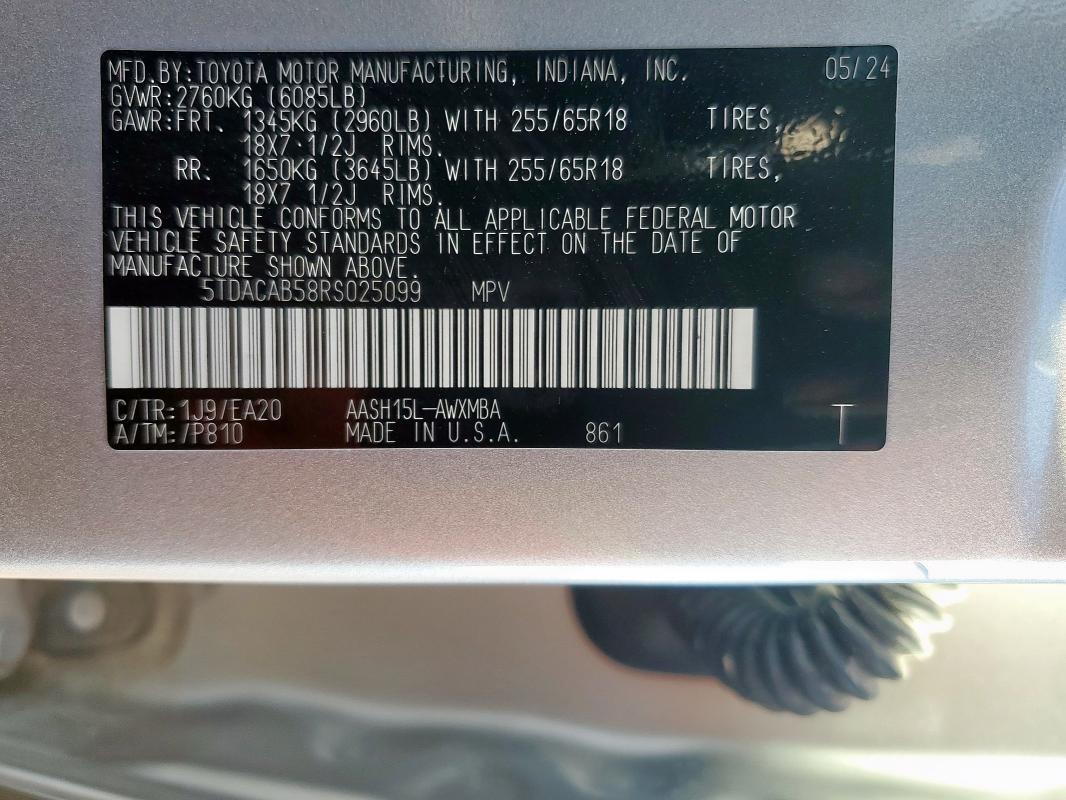 MFD.BY:TOYOTA MOTOR MANUFACTURING, INDIANA, INC. 05/24
GVWR:2760KG (6085LB)
GAWR:FRT. 1345KG (2960LB) WITH 255/65R18 TIRES,
18X7 1/2J RIMS.
RR. 1650KG (3645LB) WITH 255/65R18 TIRES,
18X7 1/2J RIMS.
THIS VEHICLE CONFORMS TO ALL APPLICABLE FEDERAL MOTOR
VEHICLE SAFETY STANDARDS IN EFFECT ON THE DATE OF
MANUFACTURE SHOWN ABOVE.
5TDACAB58RS025099 MPV
C/TR:1J9/EA20 AASH15L-AWXMBA
A/TM:/P810 MADE IN U.S.A. 861 T